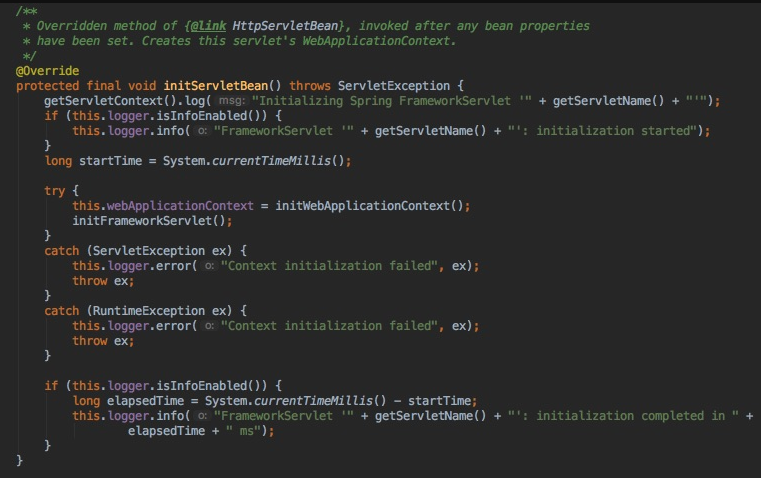 /**
 * Overridden method of {@link HttpServletBean}, invoked after any bean properties
 * have been set. Creates this servlet's WebApplicationContext.
 */
@Override
protected final void initServletBean() throws ServletException {
    getServletContext().log( msg: "Initializing Spring FrameworkServlet '" + getServletName() + "'");
    if (this.logger.isInfoEnabled()) {
        this.logger.info( o: "FrameworkServlet '" + getServletName() + "': initialization started");
    }
    long startTime = System.currentTimeMillis();

    try {
        this.webApplicationContext = initWebApplicationContext();
        initFrameworkServlet();
    }
    catch (ServletException ex) {
        this.logger.error( o: "Context initialization failed", ex);
        throw ex;
    }
    catch (RuntimeException ex) {
        this.logger.error( o: "Context initialization failed", ex);
        throw ex;
    }

    if (this.logger.isInfoEnabled()) {
        long elapsedTime = System.currentTimeMillis() - startTime;
        this.logger.info( o: "FrameworkServlet '" + getServletName() + "': initialization completed in " +
                elapsedTime + " ms");
    }
}